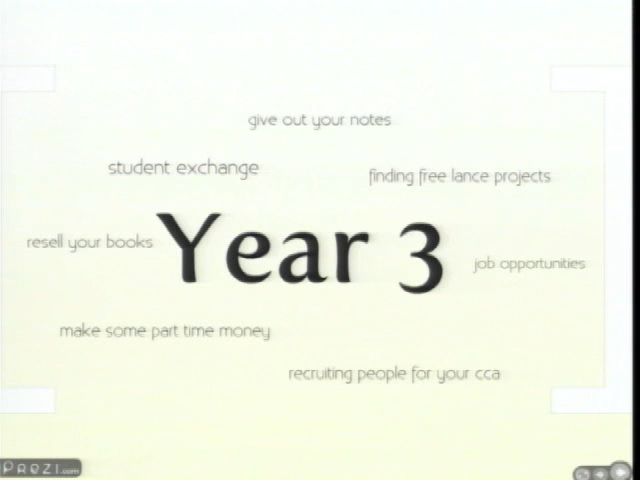 give out your notes
student exchange
finding free lance projects
resell your books
Year 3
job opportunities
make some part time money
recruiting people for your cca
PREZI.com